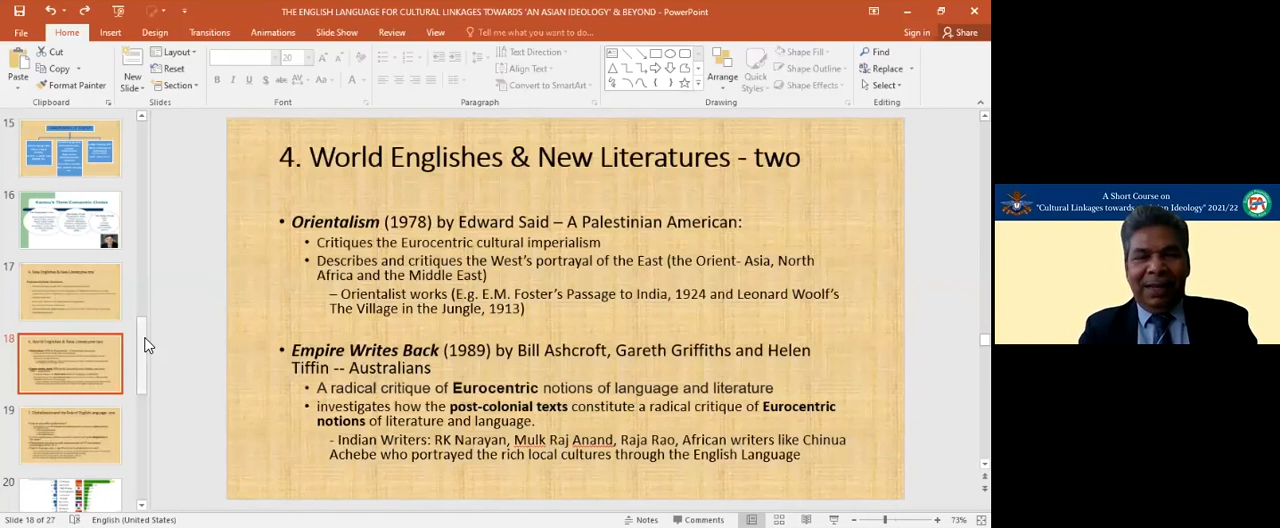 THE ENGLISH LANGUAGE FOR CULTURAL LINKAGES TOWARDS 'AN ASIAN IDEOLOGY' & BEYOND - PowerPoint
File Home Insert Design Transitions Animations Slide Show Review View Tell me what you want to do... Sign in Share
Paste
Cut
Copy
Format Painter
Clipboard
New
Slide
Layout
Reset
Section
Slides
20
Font
Text Direction
Align Text
Convert to SmartArt
Paragraph
Arrange
Quick
Styles
Shape Fill
Shape Outline
Shape Effects
Drawing
Find
Replace
Select
Editing
15
16
17
18
19
20
4. World Englishes & New Literatures - two
• Orientalism (1978) by Edward Said – A Palestinian American:
• Critiques the Eurocentric cultural imperialism
• Describes and critiques the West's portrayal of the East (the Orient- Asia, North
Africa and the Middle East)
– Orientalist works (E.g. E.M. Foster's Passage to India, 1924 and Leonard Woolf's
The Village in the Jungle, 1913)
• Empire Writes Back (1989) by Bill Ashcroft, Gareth Griffiths and Helen
Tiffin -- Australians
• A radical critique of Eurocentric notions of language and literature
• investigates how the post-colonial texts constitute a radical critique of Eurocentric
notions of literature and language.
- Indian Writers: RK Narayan, Mulk Raj Anand, Raja Rao, African writers like Chinua
Achebe who portrayed the rich local cultures through the English Language
A Short Course on
"Cultural Linkages towards Asian Ideology" 2021/22
Slide 18 of 27 English (United States) Notes Comments 73%